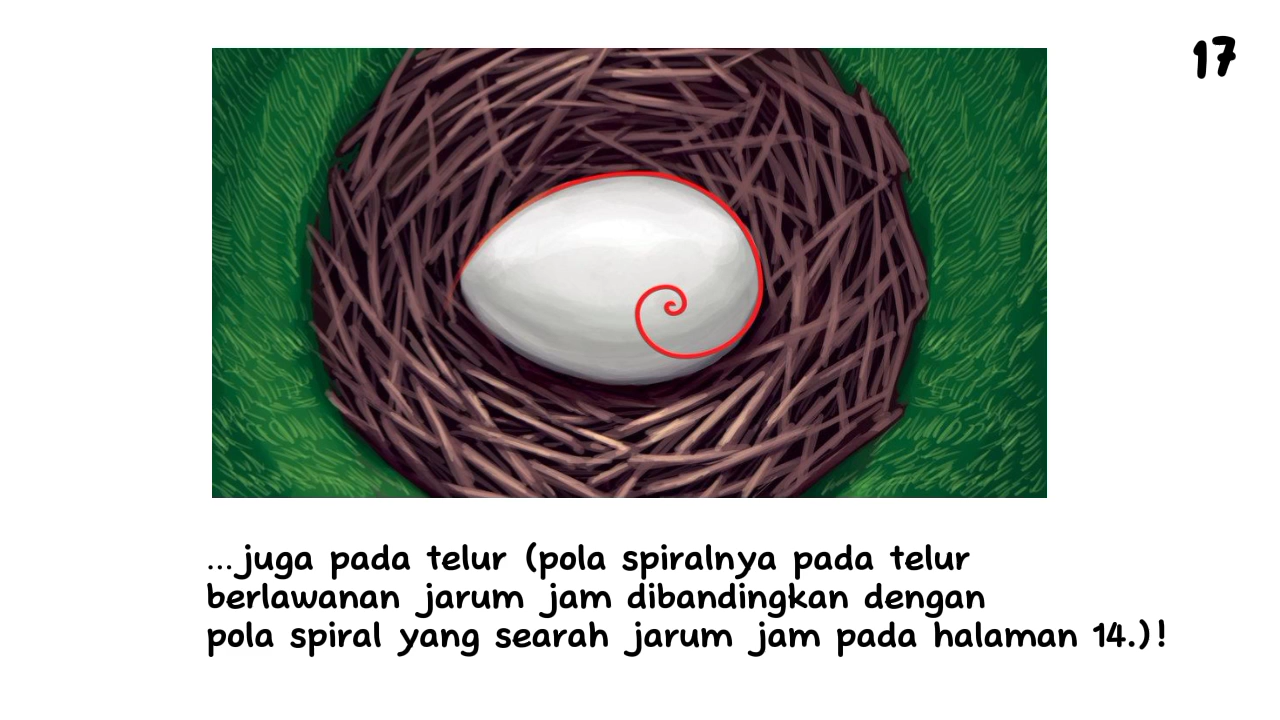 17
...juga pada telur (pola spiralnya pada telur
berlawanan jarum jam dibandingkan dengan
pola spiral yang searah jarum jam pada halaman 14.)!